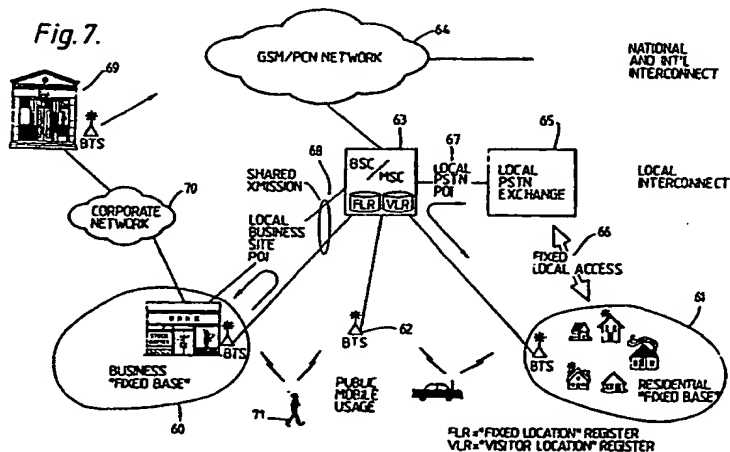 Fig. 7.
64
GSM/PCN NETWORK
NATIONAL
AND INT'L
INTERCONNECT
69
BTS
63
65
67
68
BSC/
MSC
LOCAL
PSTN
POI
LOCAL
PSTN
EXCHANGE
LOCAL
INTERCONNECT
FLR
VLR
SHARED
XMISSION
70
CORPORATE
NETWORK
LOCAL
BUSINESS
SITE
POI
66
FIXED
LOCAL ACCESS
61
BTS
BTS
62
BTS
BUSINESS
"FIXED BASE"
RESIDENTIAL
"FIXED BASE"
60
71
PUBLIC
MOBILE
USAGE
FLR="FIXED LOCATION" REGISTER
VLR="VISITOR LOCATION" REGISTER